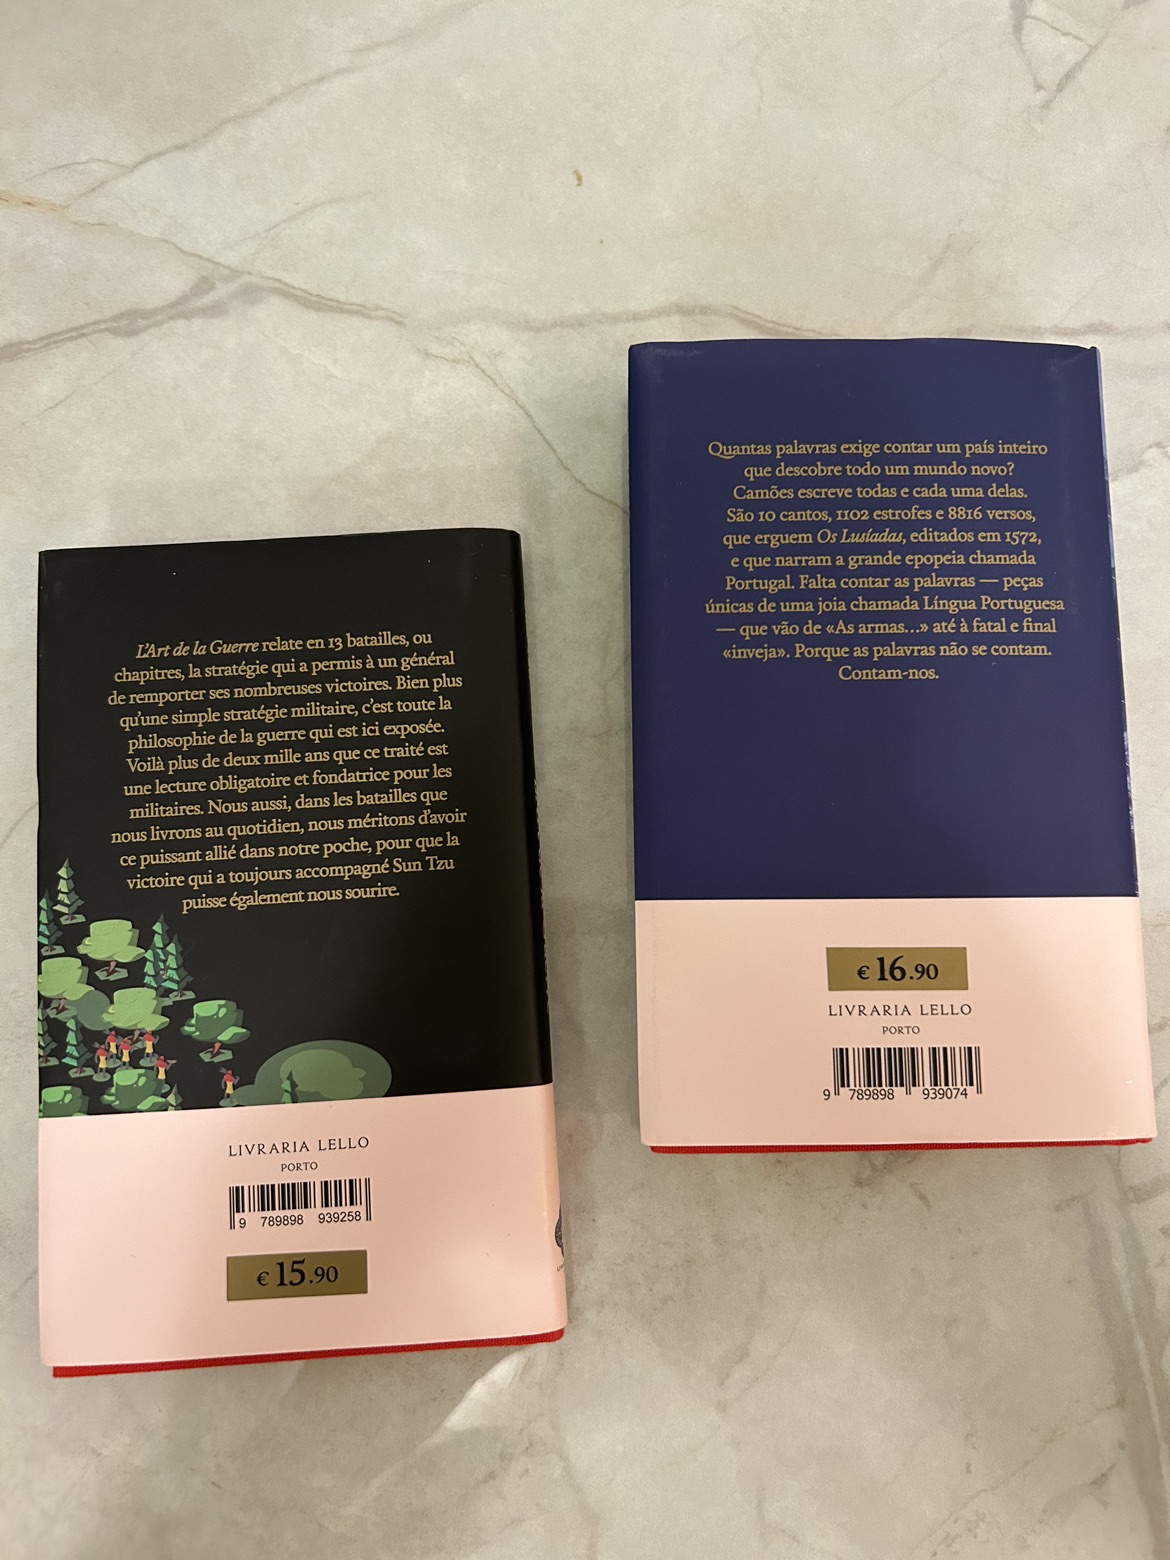 L'Art de la Guerre relate en 13 batailles, ou
chapitres, la stratégie qui a permis à un général
de remporter ses nombreuses victoires. Bien plus
qu'une simple stratégie militaire, c'est toute la
philosophie de la guerre qui est ici exposée.
Voilà plus de deux mille ans que ce traité est
une lecture obligatoire et fondatrice pour les
militaires. Nous aussi, dans les batailles que
nous livrons au quotidien, nous méritons d'avoir
ce puissant allié dans notre poche, pour que la
victoire qui a toujours accompagné Sun Tzu
puisse également nous sourire.
LIVRARIA LELLO
PORTO
9 789898 939258
€ 15.90
Quantas palavras exige contar um país inteiro
que descobre todo um mundo novo?
Camões escreve todas e cada uma delas.
São 10 cantos, 1102 estrofes e 8816 versos,
que erguem Os Lusíadas, editados em 1572,
e que narram a grande epopeia chamada
Portugal. Falta contar as palavras — peças
únicas de uma joia chamada Língua Portuguesa
— que vão de «As armas...» até à fatal e final
«inveja». Porque as palavras não se contam.
Contam-nos.
€ 16.90
LIVRARIA LELLO
PORTO
9 789898 939074